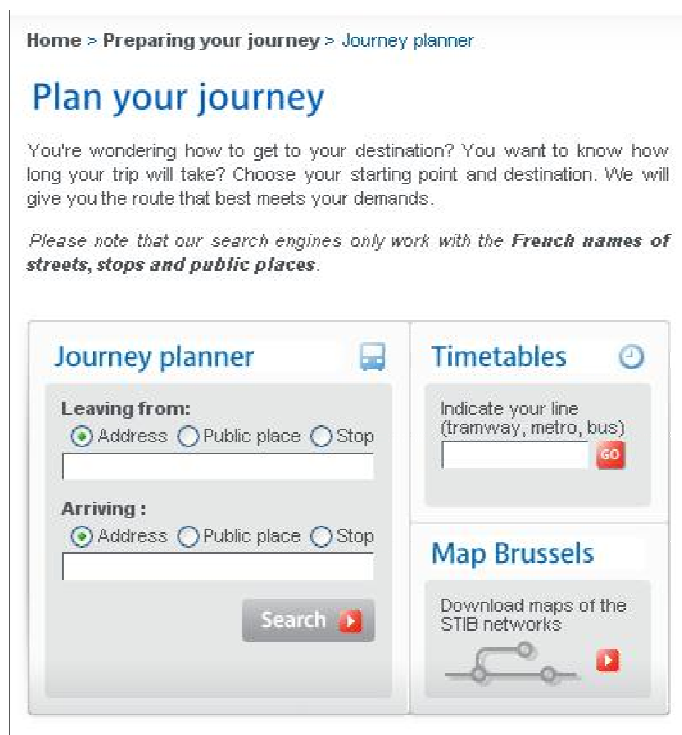 Home > Preparing your journey > Journey planner
Plan your journey
You're wondering how to get to your destination? You want to know how
long your trip will take? Choose your starting point and destination. We will
give you the route that best meets your demands.
Please note that our search engines only work with the French names of
streets, stops and public places.
Journey planner
Leaving from:
Address Public place Stop
Arriving :
Address Public place Stop
Search
Timetables
Indicate your line
(tramway, metro, bus)
GO
Map Brussels
Download maps of the
STIB networks